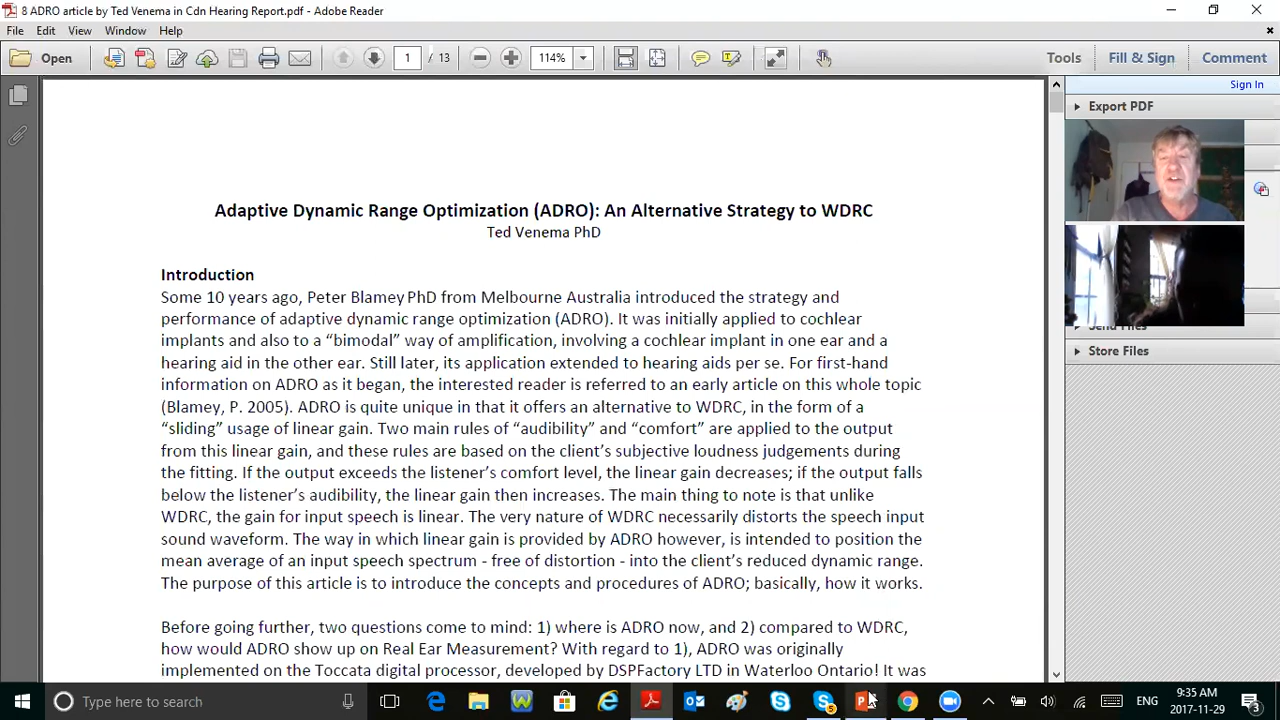 8 ADRO article by Ted Venema in Cdn Hearing Report.pdf - Adobe Reader
File Edit View Window Help
Open 1 / 13 114% Tools Fill & Sign Comment
Sign In
Export PDF
Adaptive Dynamic Range Optimization (ADRO): An Alternative Strategy to WDRC
Ted Venema PhD
Introduction
Some 10 years ago, Peter Blamey PhD from Melbourne Australia introduced the strategy and
performance of adaptive dynamic range optimization (ADRO). It was initially applied to cochlear
implants and also to a “bimodal” way of amplification, involving a cochlear implant in one ear and a
hearing aid in the other ear. Still later, its application extended to hearing aids per se. For first-hand
information on ADRO as it began, the interested reader is referred to an early article on this whole topic
(Blamey, P. 2005). ADRO is quite unique in that it offers an alternative to WDRC, in the form of a
“sliding” usage of linear gain. Two main rules of “audibility” and “comfort” are applied to the output
from this linear gain, and these rules are based on the client’s subjective loudness judgements during
the fitting. If the output exceeds the listener’s comfort level, the linear gain decreases; if the output falls
below the listener’s audibility, the linear gain then increases. The main thing to note is that unlike
WDRC, the gain for input speech is linear. The very nature of WDRC necessarily distorts the speech input
sound waveform. The way in which linear gain is provided by ADRO however, is intended to position the
mean average of an input speech spectrum - free of distortion - into the client’s reduced dynamic range.
The purpose of this article is to introduce the concepts and procedures of ADRO; basically, how it works.
Before going further, two questions come to mind: 1) where is ADRO now, and 2) compared to WDRC,
how would ADRO show up on Real Ear Measurement? With regard to 1), ADRO was originally
implemented on the Toccata digital processor, developed by DSPFactory LTD in Waterloo Ontario! It was
Send Files
Store Files
Type here to search
ENG
9:35 AM
2017-11-29
5
3